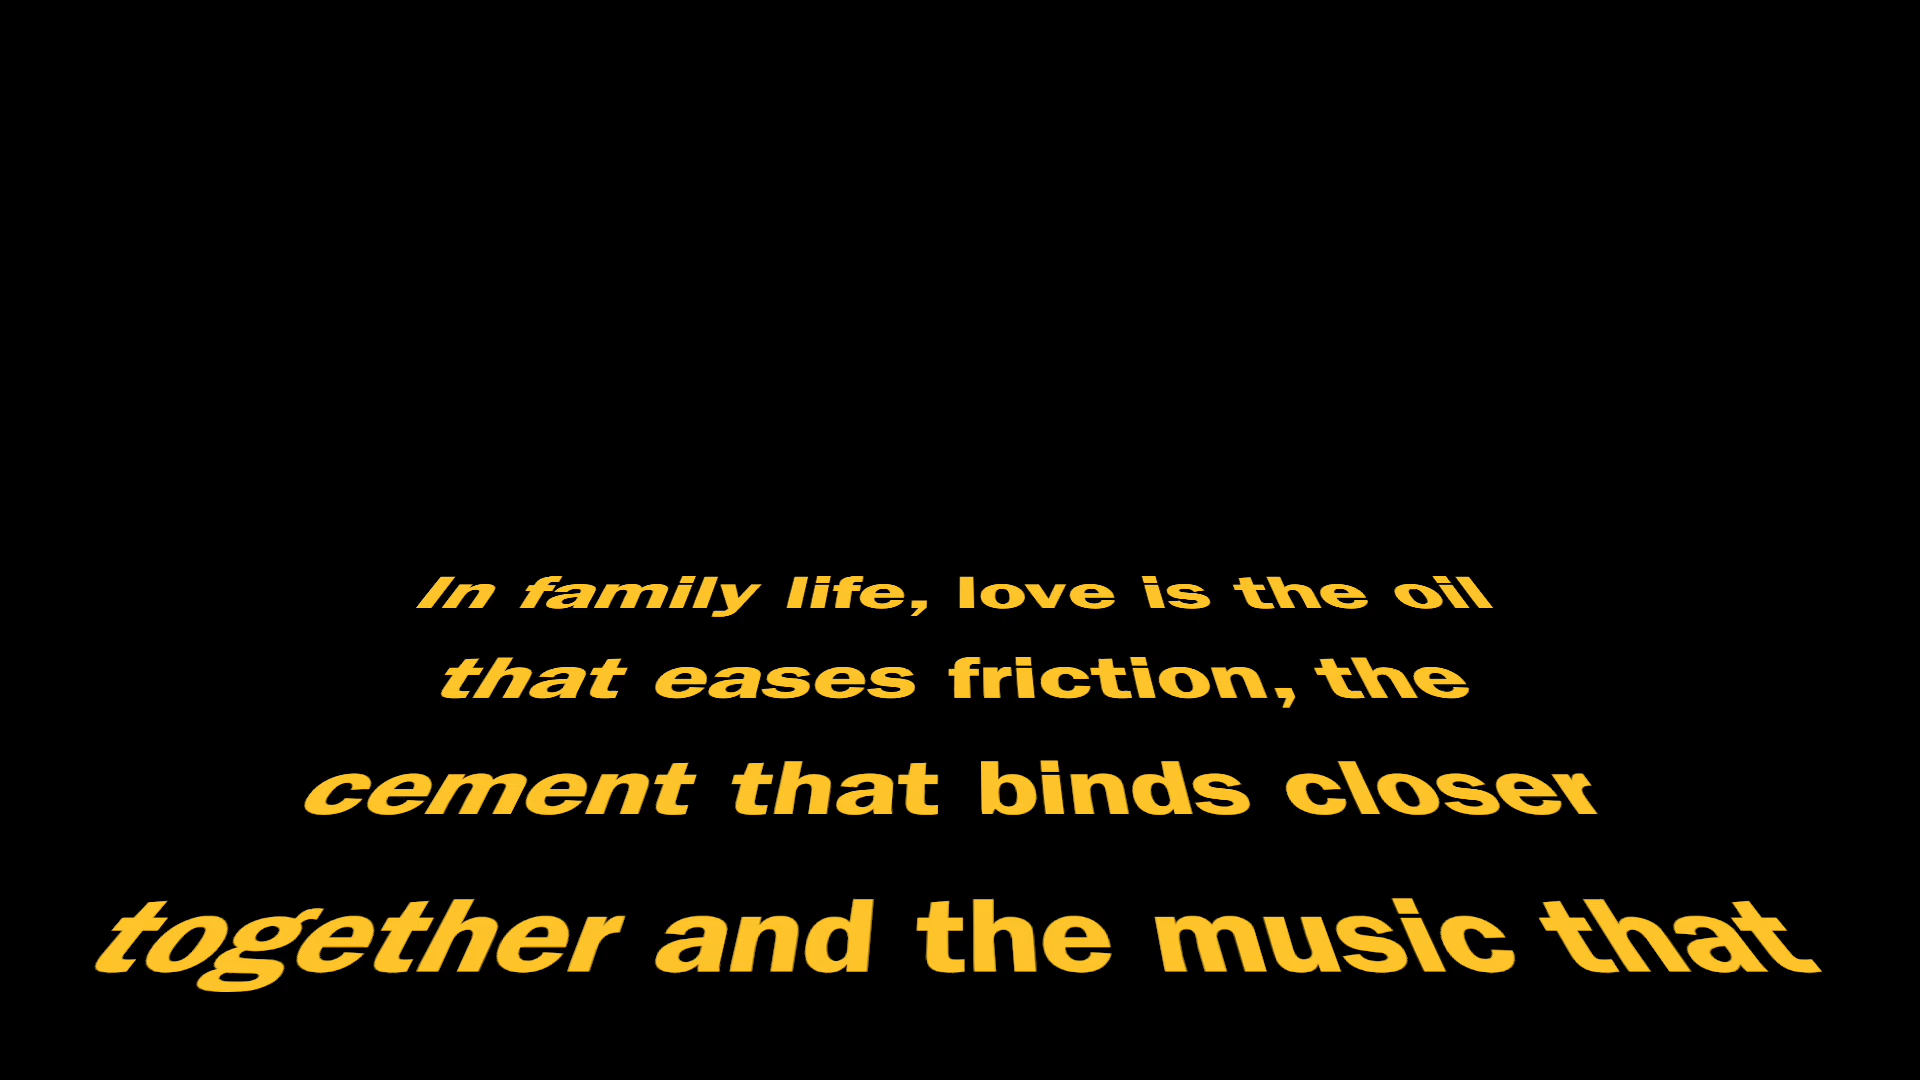 In family life, love is the oil
that eases friction, the
cement that binds closer
together and the music that